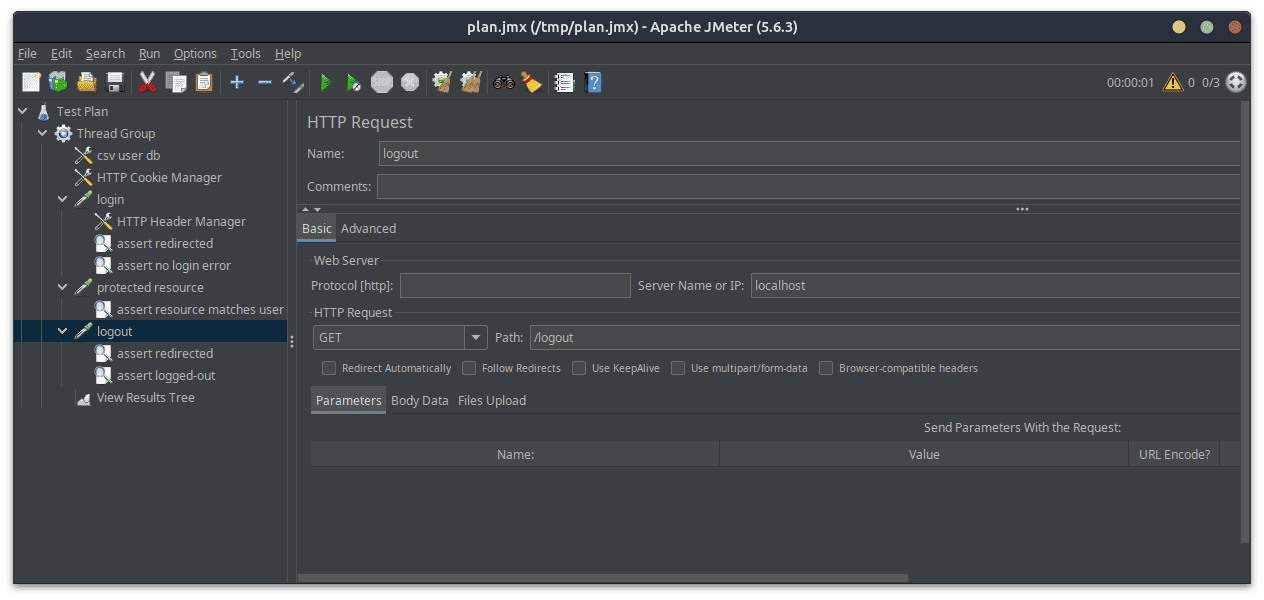 plan.jmx (/tmp/plan.jmx) - Apache JMeter (5.6.3)
File Edit Search Run Options Tools Help
00:00:01 0 0/3
Test Plan
Thread Group
csv user db
HTTP Cookie Manager
login
HTTP Header Manager
assert redirected
assert no login error
protected resource
assert resource matches user
logout
assert redirected
assert logged-out
View Results Tree
HTTP Request
Name: logout
Comments:
Basic Advanced
Web Server
Protocol [http]: Server Name or IP: localhost
HTTP Request
GET Path: /logout
Redirect Automatically Follow Redirects Use KeepAlive Use multipart/form-data Browser-compatible headers
Parameters Body Data Files Upload
Send Parameters With the Request:
Name: Value URL Encode?